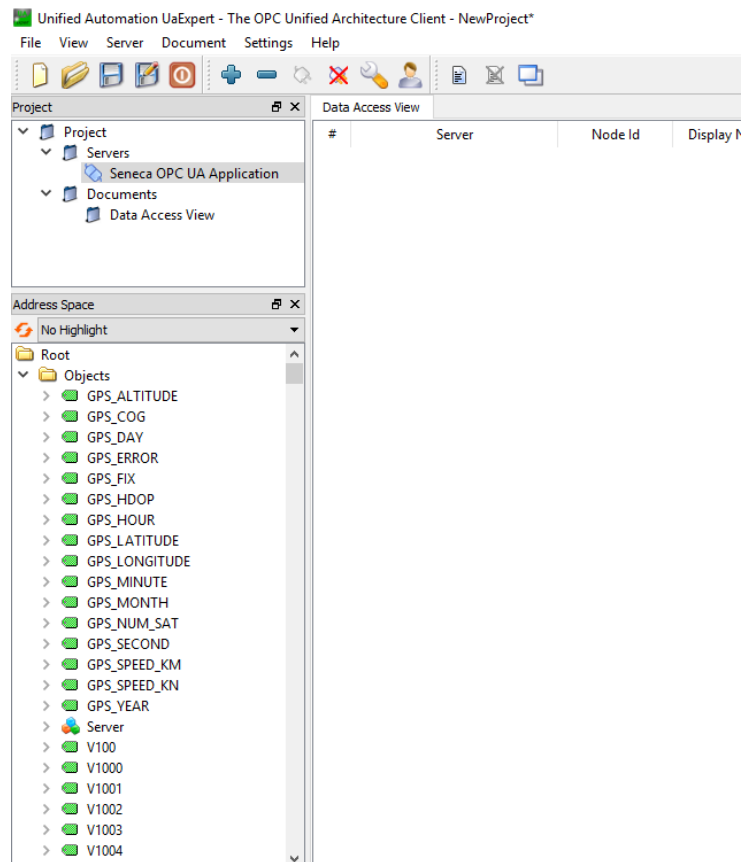 Unified Automation UaExpert - The OPC Unified Architecture Client - NewProject*
File View Server Document Settings Help
Project
Project
Servers
Seneca OPC UA Application
Documents
Data Access View
Address Space
No Highlight
Root
Objects
GPS_ALTITUDE
GPS_COG
GPS_DAY
GPS_ERROR
GPS_FIX
GPS_HDOP
GPS_HOUR
GPS_LATITUDE
GPS_LONGITUDE
GPS_MINUTE
GPS_MONTH
GPS_NUM_SAT
GPS_SECOND
GPS_SPEED_KM
GPS_SPEED_KN
GPS_YEAR
Server
V100
V1000
V1001
V1002
V1003
V1004
Data Access View
# Server Node Id Display N